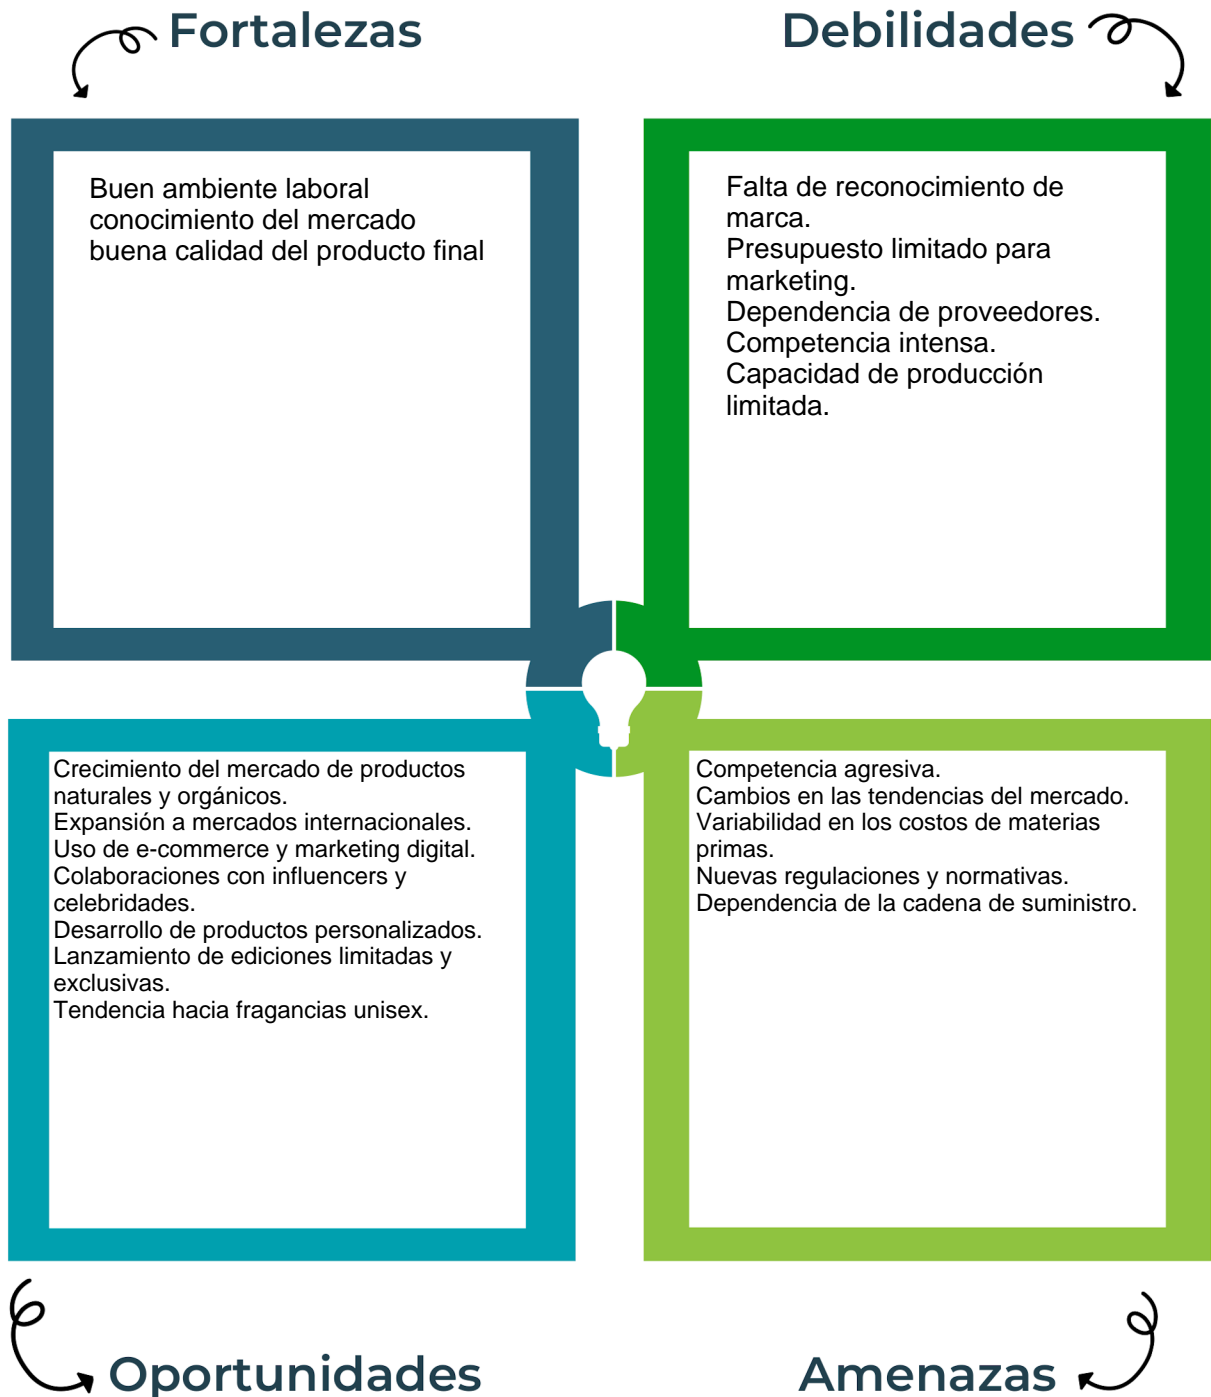 Fortalezas
Debilidades
Buen ambiente laboral
conocimiento del mercado
buena calidad del producto final
Falta de reconocimiento de
marca.
Presupuesto limitado para
marketing.
Dependencia de proveedores.
Competencia intensa.
Capacidad de producción
limitada.
Crecimiento del mercado de productos
naturales y orgánicos.
Expansión a mercados internacionales.
Uso de e-commerce y marketing digital.
Colaboraciones con influencers y
celebridades.
Desarrollo de productos personalizados.
Lanzamiento de ediciones limitadas y
exclusivas.
Tendencia hacia fragancias unisex.
Competencia agresiva.
Cambios en las tendencias del mercado.
Variabilidad en los costos de materias
primas.
Nuevas regulaciones y normativas.
Dependencia de la cadena de suministro.
Oportunidades
Amenazas